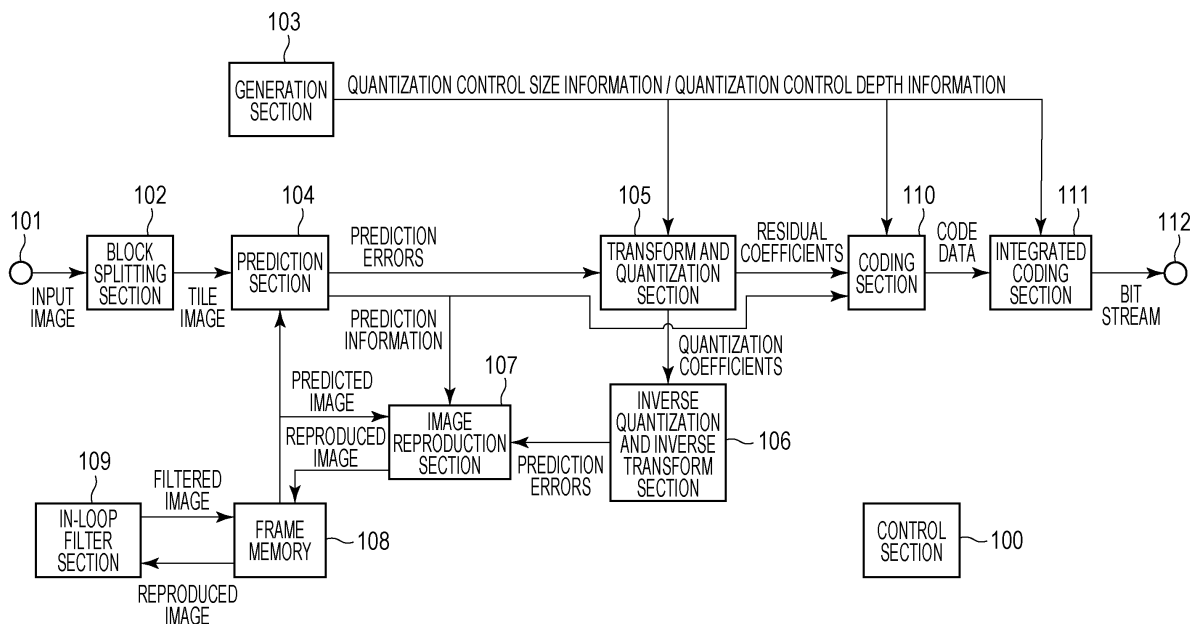 103
GENERATION
SECTION
QUANTIZATION CONTROL SIZE INFORMATION / QUANTIZATION CONTROL DEPTH INFORMATION
101
INPUT
IMAGE
102
BLOCK
SPLITTING
SECTION
TILE
IMAGE
104
PREDICTION
SECTION
PREDICTION
ERRORS
PREDICTION
INFORMATION
105
TRANSFORM AND
QUANTIZATION
SECTION
RESIDUAL
COEFFICIENTS
110
CODING
SECTION
CODE
DATA
111
INTEGRATED
CODING
SECTION
112
BIT
STREAM
QUANTIZATION
COEFFICIENTS
PREDICTED
IMAGE
REPRODUCED
IMAGE
107
IMAGE
REPRODUCTION
SECTION
PREDICTION
ERRORS
INVERSE
QUANTIZATION
AND INVERSE
TRANSFORM
SECTION
106
109
IN-LOOP
FILTER
SECTION
FILTERED
IMAGE
REPRODUCED
IMAGE
FRAME
MEMORY
108
CONTROL
SECTION
100